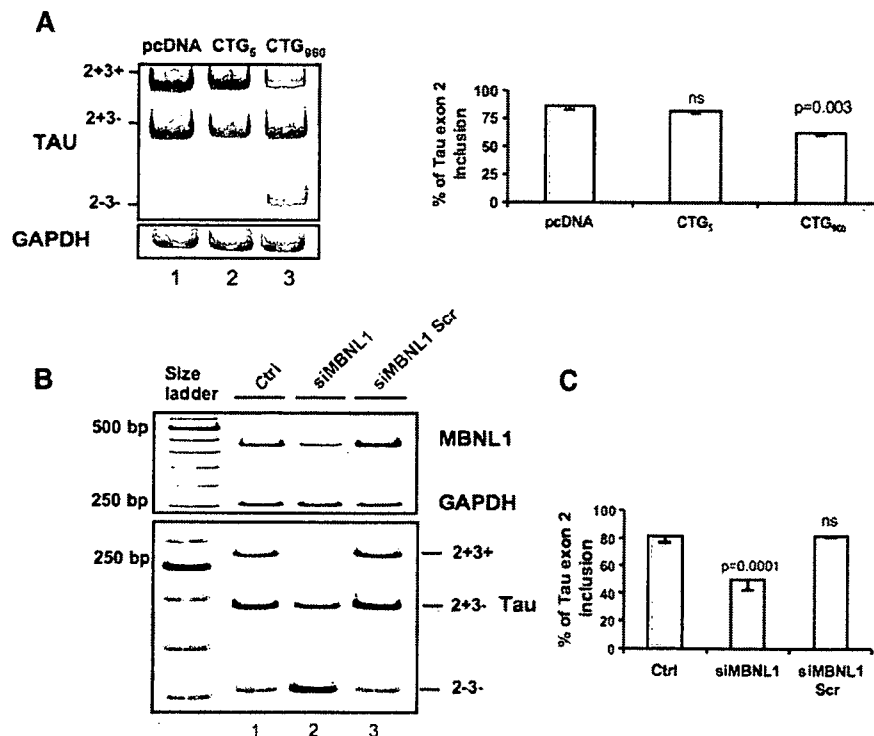 A
pcDNA CTG5 CTG960
2+3+
2+3-
TAU
2-3-
GAPDH
1 2 3
% of Tau exon 2 inclusion
100
75
50
25
0
ns
p=0.003
pcDNA CTG5
B
Size ladder
Ctrl
siMBNL1
siMBNL1 Scr
500 bp
MBNL1
250 bp
GAPDH
250 bp
2+3+
2+3- Tau
2-3-
1 2 3
C
% of Tau exon 2 inclusion
100
80
60
40
20
0
p=0.0001
ns
Ctrl siMBNL1 siMBNL1 Scr